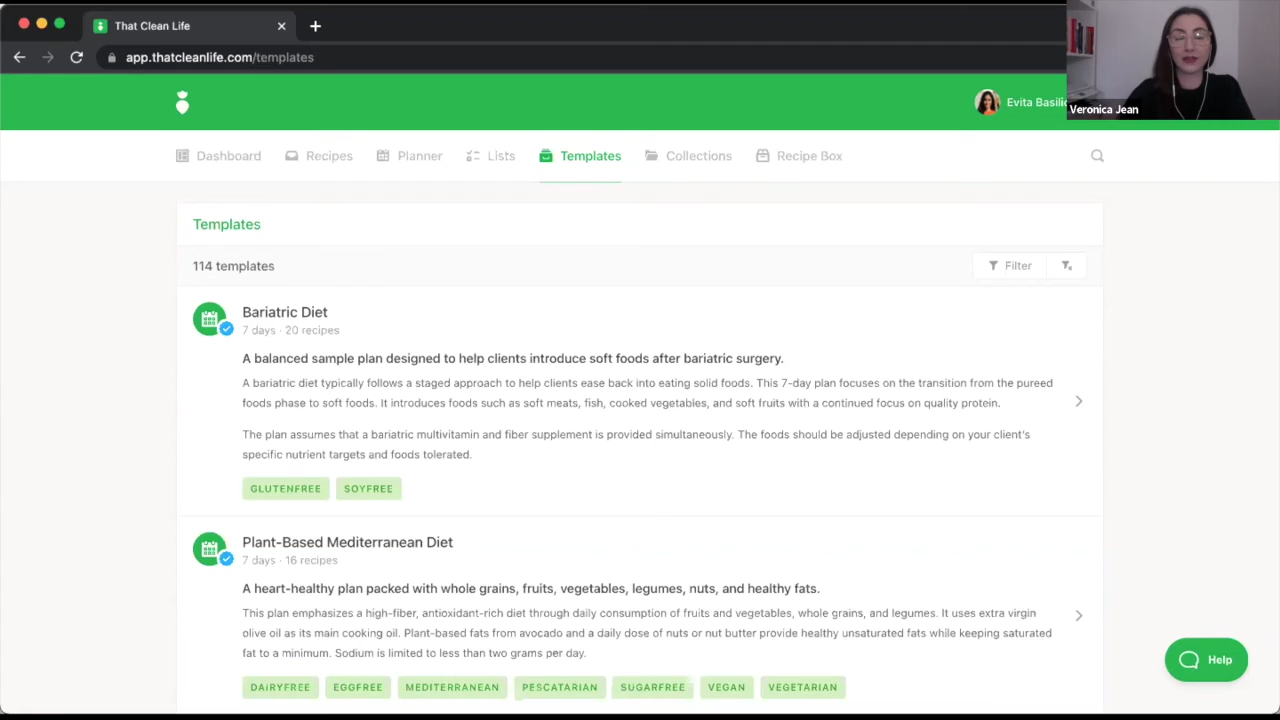 That Clean Life
app.thatcleanlife.com/templates
Evita Basilio
Veronica Jean
Dashboard
Recipes
Planner
Lists
Templates
Collections
Recipe Box
Templates
114 templates
Filter
Bariatric Diet
7 days · 20 recipes
A balanced sample plan designed to help clients introduce soft foods after bariatric surgery.
A bariatric diet typically follows a staged approach to help clients ease back into eating solid foods. This 7-day plan focuses on the transition from the pureed
foods phase to soft foods. It introduces foods such as soft meats, fish, cooked vegetables, and soft fruits with a continued focus on quality protein.
The plan assumes that a bariatric multivitamin and fiber supplement is provided simultaneously. The foods should be adjusted depending on your client's
specific nutrient targets and foods tolerated.
GLUTENFREE SOYFREE
Plant-Based Mediterranean Diet
7 days · 16 recipes
A heart-healthy plan packed with whole grains, fruits, vegetables, legumes, nuts, and healthy fats.
This plan emphasizes a high-fiber, antioxidant-rich diet through daily consumption of fruits and vegetables, whole grains, and legumes. It uses extra virgin
olive oil as its main cooking oil. Plant-based fats from avocado and a daily dose of nuts or nut butter provide healthy unsaturated fats while keeping saturated
fat to a minimum. Sodium is limited to less than two grams per day.
DAIRYFREE EGGFREE MEDITERRANEAN PESCATARIAN SUGARFREE VEGAN VEGETARIAN
Help